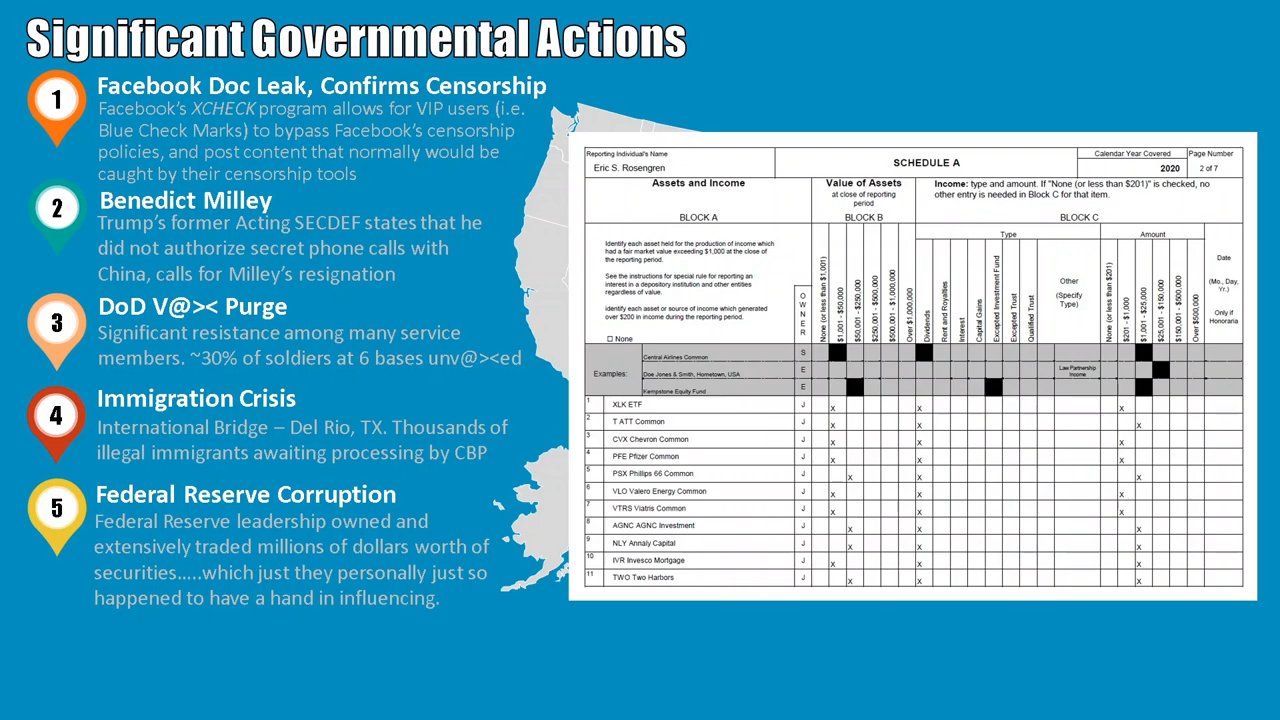 Significant Governmental Actions
1
Facebook Doc Leak, Confirms Censorship
Facebook's XCHECK program allows for VIP users (i.e.
Blue Check Marks) to bypass Facebook's censorship
policies, and post content that normally would be
caught by their censorship tools
2
Benedict Milley
Trump's former Acting SECDEF states that he
did not authorize secret phone calls with
China, calls for Milley's resignation
3
DoD V@>< Purge
Significant resistance among many service
members. ~30% of soldiers at 6 bases unv@><ed
4
Immigration Crisis
International Bridge – Del Rio, TX. Thousands of
illegal immigrants awaiting processing by CBP
5
Federal Reserve Corruption
Federal Reserve leadership owned and
extensively traded millions of dollars worth of
securities.....which just they personally just so
happened to have a hand in influencing.
Reporting Individual's Name
Eric S. Rosengren
SCHEDULE A
Calendar Year Covered
2020
Page Number
2 of 7
Assets and Income
BLOCK A
Value of Assets
at close of reporting
period
BLOCK B
Income: type and amount. If "None (or less than $201)" is checked, no
other entry is needed in Block C for that item.
BLOCK C
Type
Amount
Identify each asset held for the production of income which
had a fair market value exceeding $1,000 at the close of
the reporting period.
See the instructions for special rule for reporting an
interest in a depository institution and other entities
regardless of value.
identify each asset or source of income which generated
over $200 in income during the reporting period.
None
OWNER
None (or less than $1,001)
$1,001 - $50,000
$50,001 - $250,000
$250,001 - $500,000
$500,001 - $1,000,000
Over $1,000,000
Dividends
Rent and Royalties
Interest
Capital Gains
Excepted Investment Fund
Excepted Trust
Qualified Trust
Other
(Specify
Type)
None (or less than $201)
$201 - $1,000
$1,001 - $25,000
$25,001 - $150,000
$150,001 - $500,000
Over $500,000
Date
(Mo., Day,
Yr.)
Only if
Honoraria
Examples:
Central Airlines Common S
Doe Jones & Smith, Hometown, USA E Law Partnership
Income
Kempstone Equity Fund E
1 XLK ETF J x x x
2 T ATT Common J x x x
3 CVX Chevron Common J x x x
4 PFE Pfizer Common J x x x
5 PSX Phillips 66 Common J x x x
6 VLO Valero Energy Common J x x x
7 VTRS Viatris Common J x x x
8 AGNC AGNC Investment J x x x
9 NLY Annaly Capital J x x x
10 IVR Invesco Mortgage J x x x
11 TWO Two Harbors J x x x